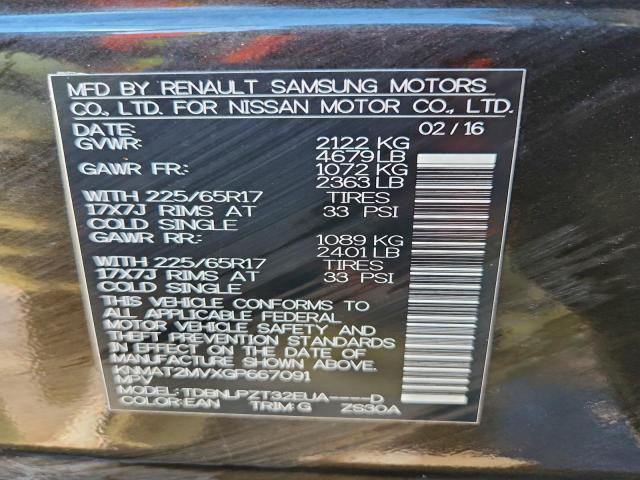 MFD BY RENAULT SAMSUNG MOTORS
CO., LTD. FOR NISSAN MOTOR CO., LTD.
DATE: 02 / 16
GVWR: 2122 KG
4679 LB
GAWR FR: 1072 KG
2363 LB
WITH 225/65R17 TIRES
17X7J RIMS AT 33 PSI
COLD SINGLE
GAWR RR: 1089 KG
2401 LB
WITH 225/65R17 TIRES
17X7J RIMS AT 33 PSI
COLD SINGLE
THIS VEHICLE CONFORMS TO
ALL APPLICABLE FEDERAL
MOTOR VEHICLE SAFETY AND
THEFT PREVENTION STANDARDS
IN EFFECT ON THE DATE OF
MANUFACTURE SHOWN ABOVE.
KNMAT2MVXGP667091
MPV
MODEL: TDBNLPZT32EUA-----D
COLOR: EAN TRIM: G ZS30A